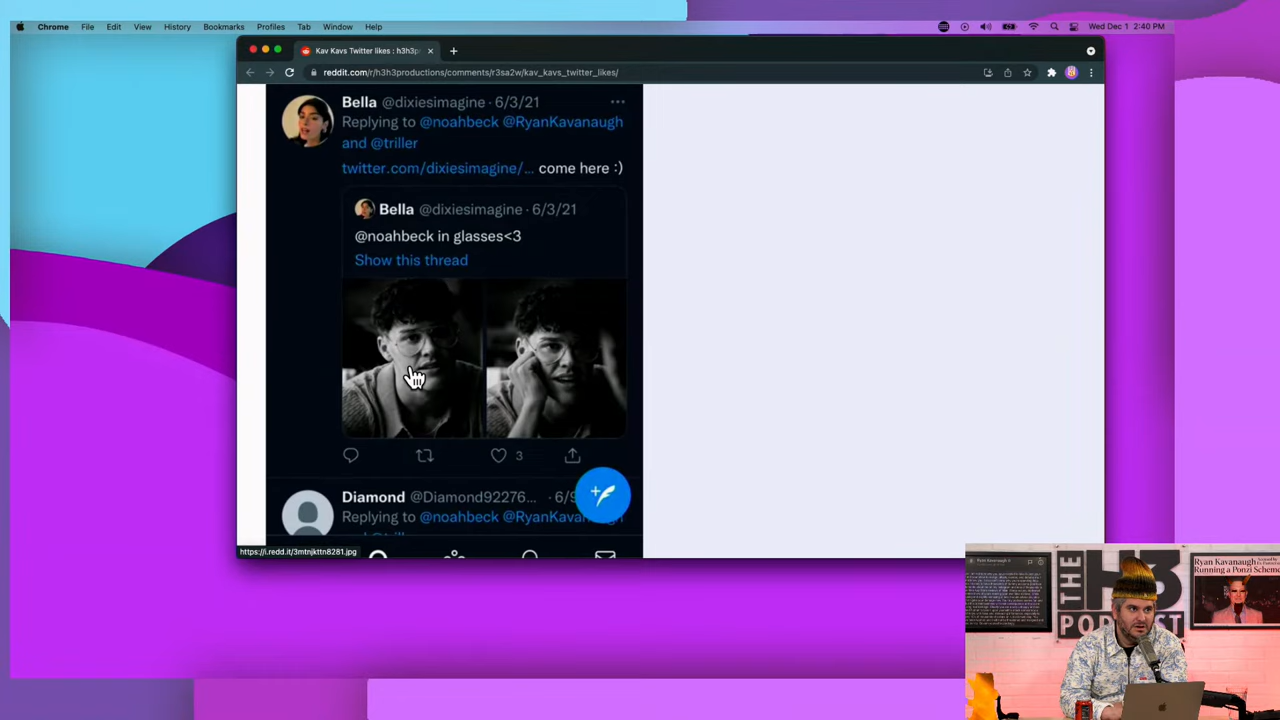 Chrome File Edit View History Bookmarks Profiles Tab Window Help
Wed Dec 1 2:40 PM
Kav Kavs Twitter likes : h3h3p
reddit.com/r/h3h3productions/comments/r3sa2w/kav_kavs_twitter_likes/
Bella @dixiesimagine · 6/3/21
Replying to @noahbeck @RyanKavanaugh
and @triller
twitter.com/dixiesimagine/... come here :)
Bella @dixiesimagine · 6/3/21
@noahbeck in glasses<3
Show this thread
3
Diamond @Diamond92276...
Replying to @noahbeck
https://i.redd.it/3mtnjkttn8281.jpg
THE
H3
PODCAST
Ryan Kavanaugh
Ryan Kavanaugh
Running a Ponzi Scheme